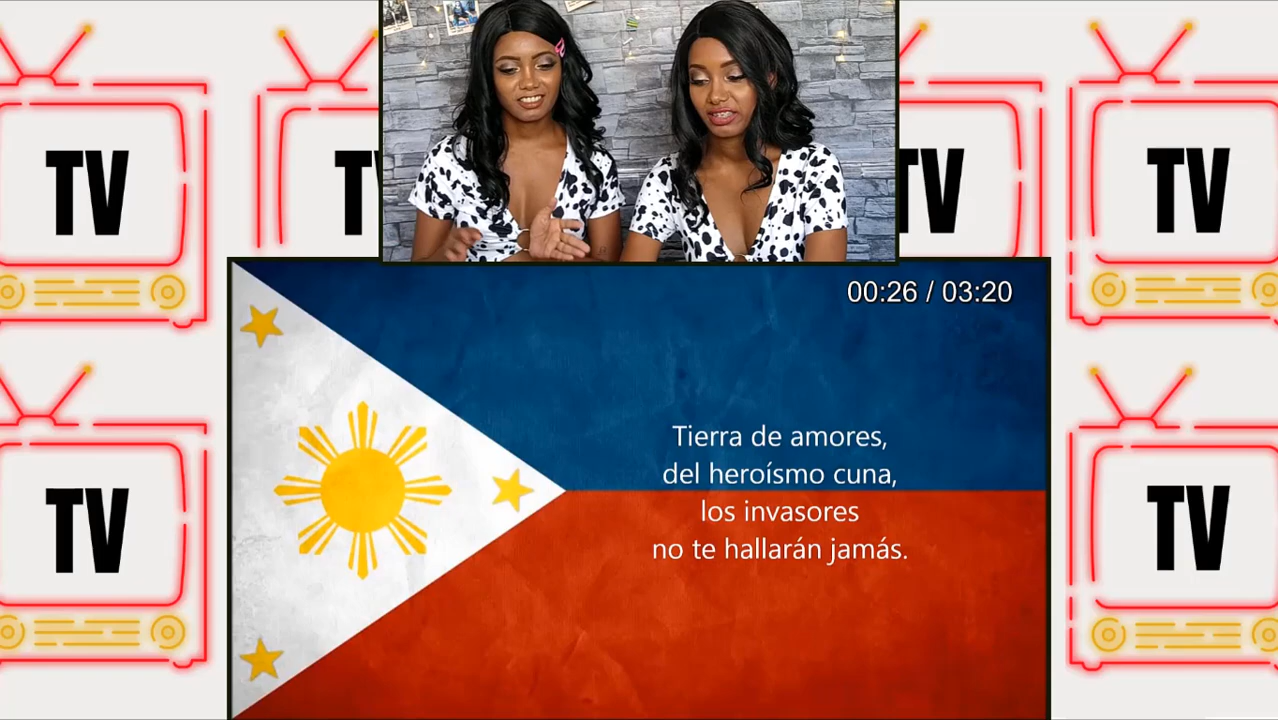 TV
TV
TV
TV
00:26 / 03:20
Tierra de amores,
del heroísmo cuna,
los invasores
no te hallarán jamás.
TV
TV